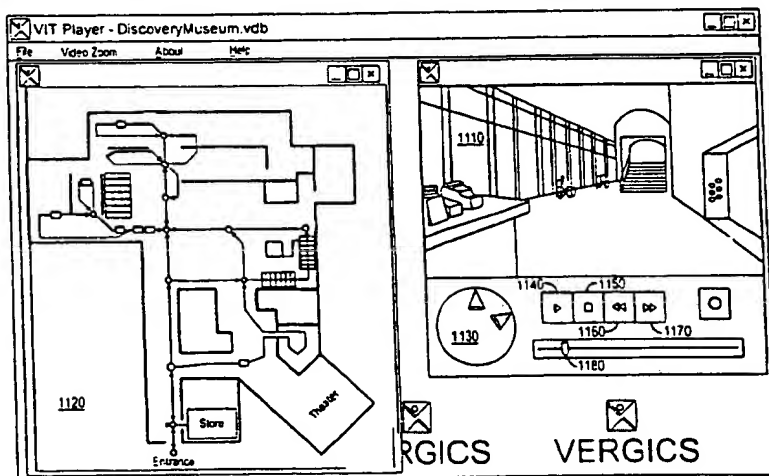 VIT Player - DiscoveryMuseum.vdb
File Video Zoom About Help
1110
1140
1150
1130
1160
1170
1180
1120
Theater
Store
Entrance
RGICS
VERGICS